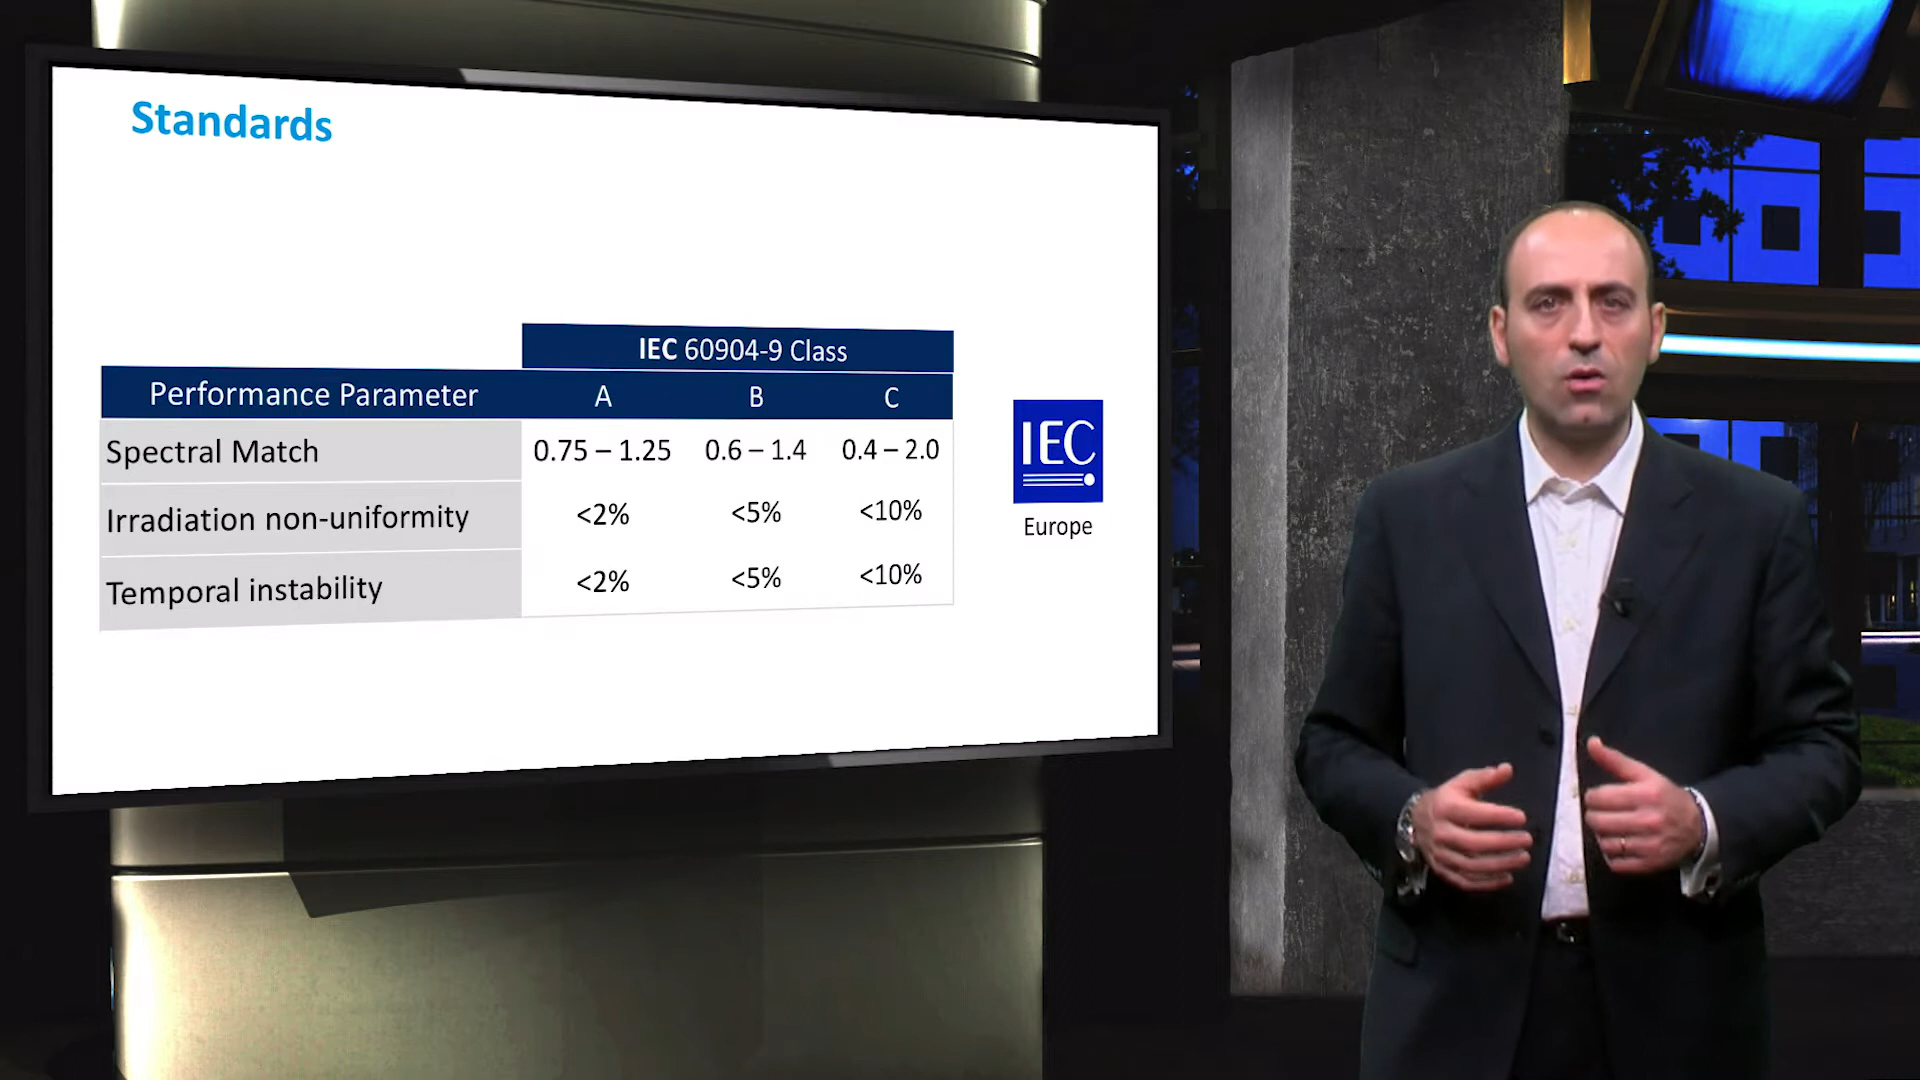 Standards
IEC 60904-9 Class
Performance Parameter A B C
Spectral Match 0.75 – 1.25 0.6 – 1.4 0.4 – 2.0
Irradiation non-uniformity <2% <5% <10%
Temporal instability <2% <5% <10%
IEC
Europe